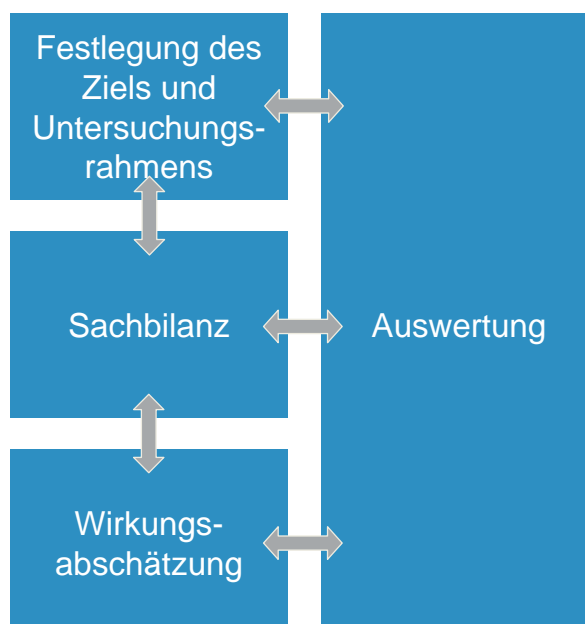 Festlegung des
Ziels und
Untersuchungs-
rahmens
Sachbilanz
Auswertung
Wirkungs-
abschätzung